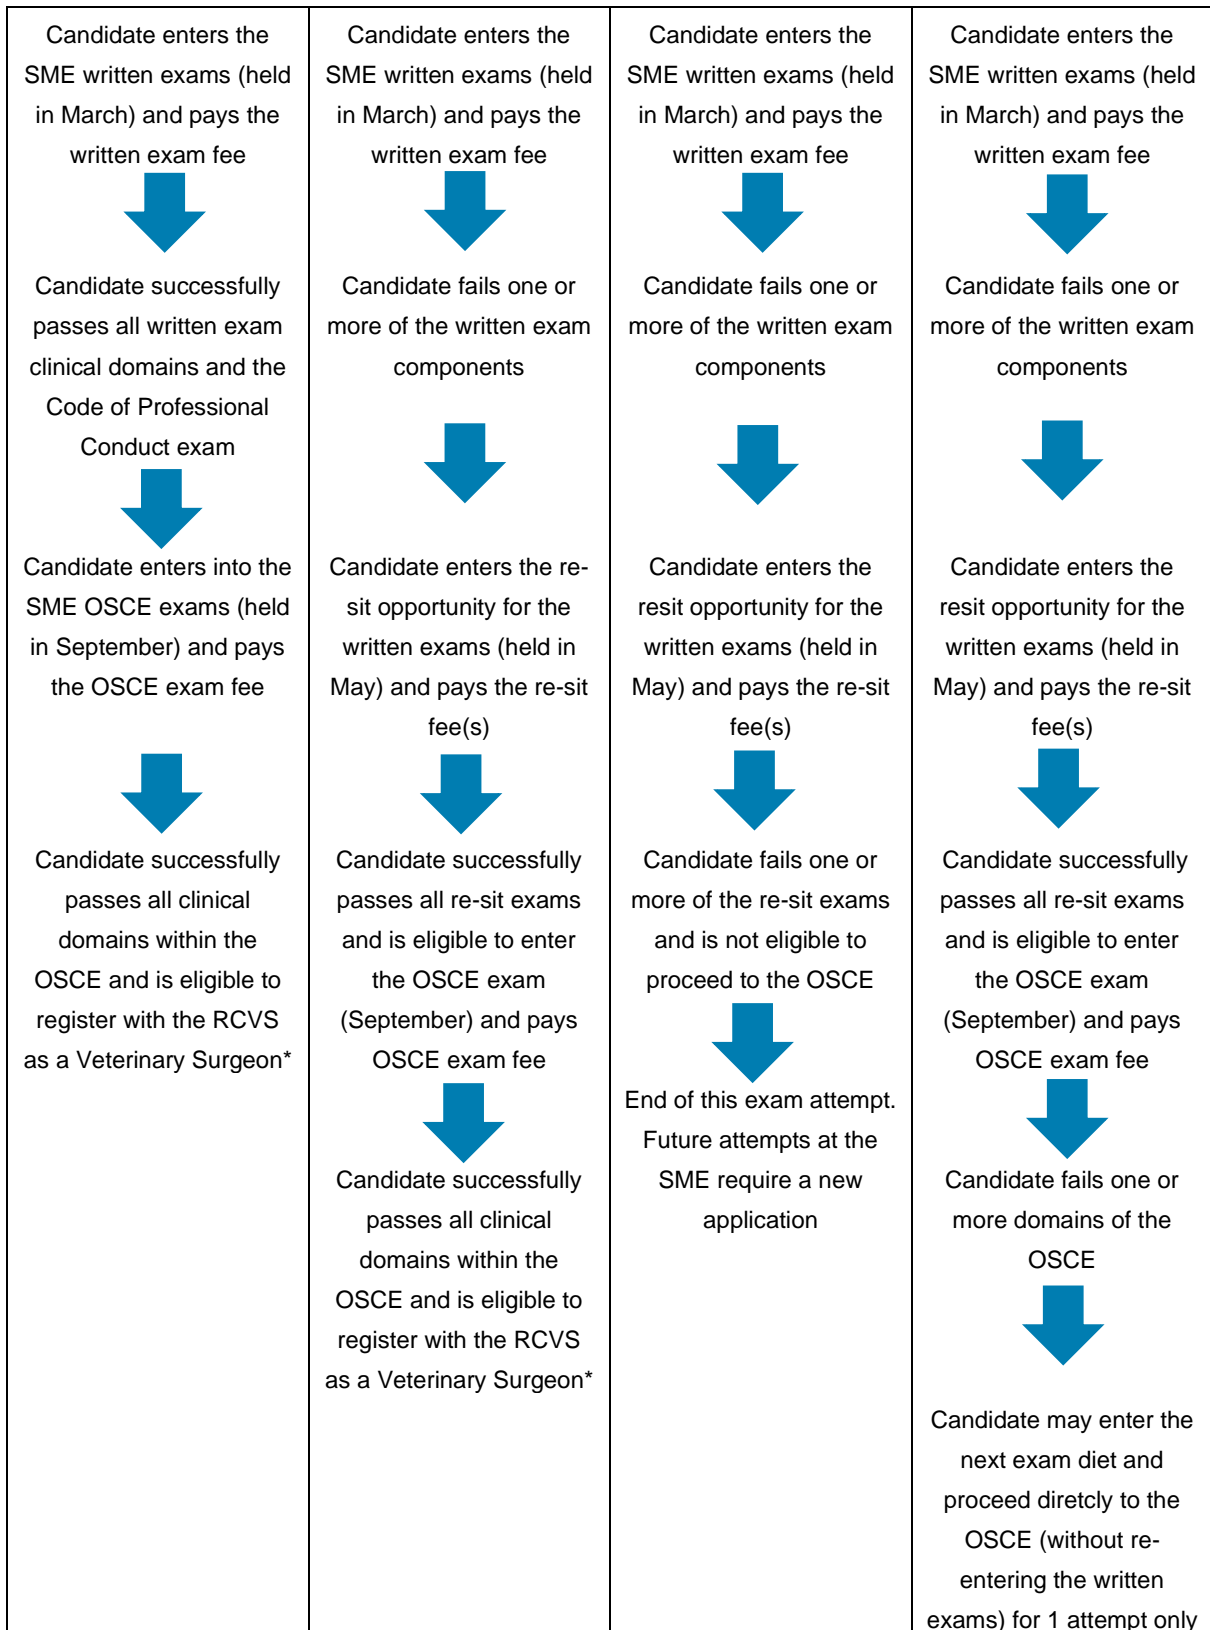 Candidate enters the
SME written exams (held
in March) and pays the
written exam fee
Candidate successfully
passes all written exam
clinical domains and the
Code of Professional
Conduct exam
Candidate enters into the
SME OSCE exams (held
in September) and pays
the OSCE exam fee
Candidate successfully
passes all clinical
domains within the
OSCE and is eligible to
register with the RCVS
as a Veterinary Surgeon*
Candidate enters the
SME written exams (held
in March) and pays the
written exam fee
Candidate fails one or
more of the written exam
components
Candidate enters the re-
sit opportunity for the
written exams (held in
May) and pays the re-sit
fee(s)
Candidate successfully
passes all re-sit exams
and is eligible to enter
the OSCE exam
(September) and pays
OSCE exam fee
Candidate successfully
passes all clinical
domains within the
OSCE and is eligible to
register with the RCVS
as a Veterinary Surgeon*
Candidate enters the
SME written exams (held
in March) and pays the
written exam fee
Candidate fails one or
more of the written exam
components
Candidate enters the
resit opportunity for the
written exams (held in
May) and pays the re-sit
fee(s)
Candidate fails one or
more of the re-sit exams
and is not eligible to
proceed to the OSCE
End of this exam attempt.
Future attempts at the
SME require a new
application
Candidate enters the
SME written exams (held
in March) and pays the
written exam fee
Candidate fails one or
more of the written exam
components
Candidate enters the
resit opportunity for the
written exams (held in
May) and pays the re-sit
fee(s)
Candidate successfully
passes all re-sit exams
and is eligible to enter
the OSCE exam
(September) and pays
OSCE exam fee
Candidate fails one or
more domains of the
OSCE
Candidate may enter the
next exam diet and
proceed diretcly to the
OSCE (without re-
entering the written
exams) for 1 attempt only